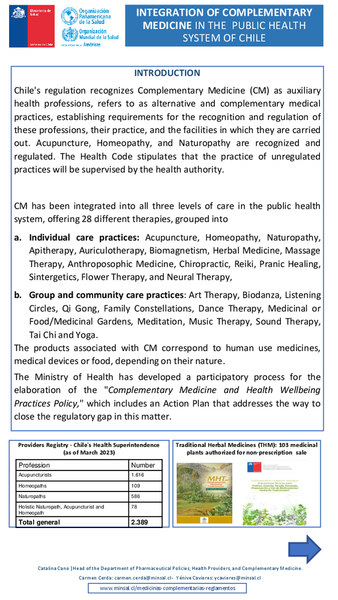 Organización
Panamericana
de la Salud
Organización
Mundial de la Salud
INTEGRATION OF COMPLEMENTARY
MEDICINE IN THE PUBLIC HEALTH
SYSTEM OF CHILE
INTRODUCTION
Chile's regulation recognizes Complementary Medicine (CM) as auxiliary
health professions, refers to as alternative and complementary medical
practices, establishing requirements for the recognition and regulation of
these professions, their practice, and the facilities in which they are carried
out. Acupuncture, Homeopathy, and Naturopathy are recognized and
regulated. The Health Code stipulates that the practice of unregulated
practices will be supervised by the health authority.
CM has been integrated into all three levels of care in the public health
system, offering 28 different therapies, grouped into
a. Individual care practices: Acupuncture, Homeopathy, Naturopathy,
Apitherapy, Auriculotherapy, Biomagnetism, Herbal Medicine, Massage
Therapy, Anthroposophic Medicine, Chiropractic, Reiki, Pranic Healing,
Sintergetics, Flower Therapy, and Neural Therapy,
b. Group and community care practices: Art Therapy, Biodanza, Listening
Circles, Qi Gong, Family Constellations, Dance Therapy, Medicinal or
Food/Medicinal Gardens, Meditation, Music Therapy, Sound Therapy,
Tai Chi and Yoga.
The products associated with CM correspond to human use medicines,
medical devices or food, depending on their nature.
The Ministry of Health has developed a participatory process for the
elaboration of the "Complementary Medicine and Health Wellbeing
Practices Policy," which includes an Action Plan that addresses the way to
close the regulatory gap in this matter.
Providers Registry - Chile's Health Superintendence
(as of March 2023)
Profession Number
Acupuncturists 1.616
Homeopaths 109
Naturopaths 586
Holistic Naturopath, Acupuncturist and
Homeopath 78
Total general 2.389
Traditional Herbal Medicines (THM): 103 medicinal
plants authorized for non-prescription sale
MHT
Catalina Cano | Head of the Department of Pharmaceutical Policies, Health Providers, and Complementary Medicine.
Carmen Cerda: carmen.cerda@minsal.cl- Yénive Cavieres: ycavieres@minsal.cl
www.minsal.cl/medicinas-complementarias-reglamentos